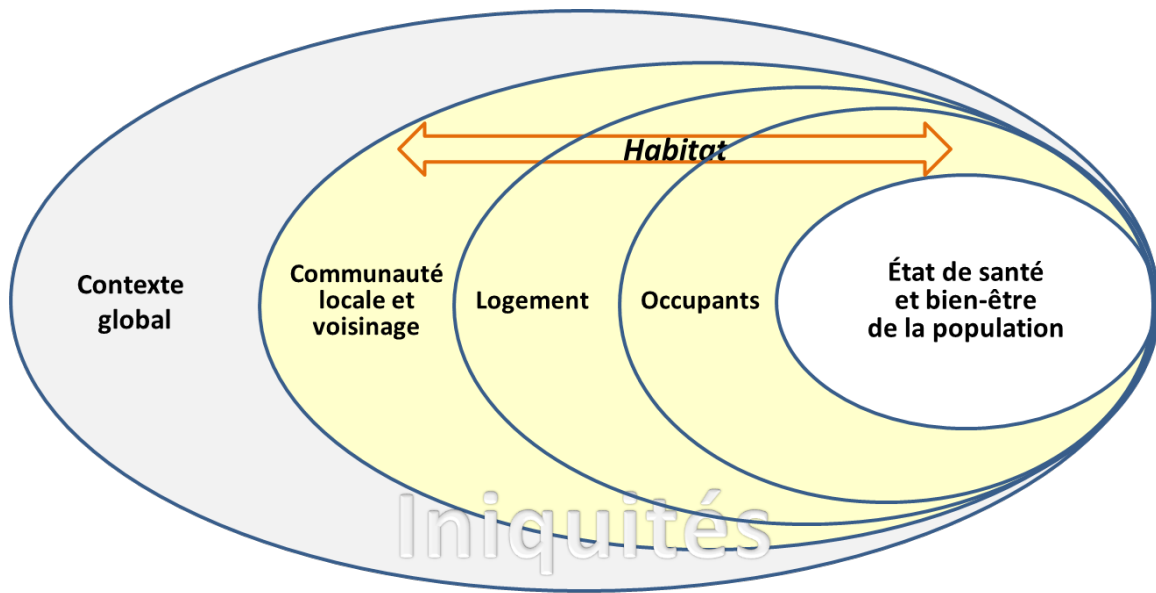 Habitat
Contexte
global
Communauté
locale et
voisinage
Logement
Occupants
État de santé
et bien-être
de la population
Iniquités